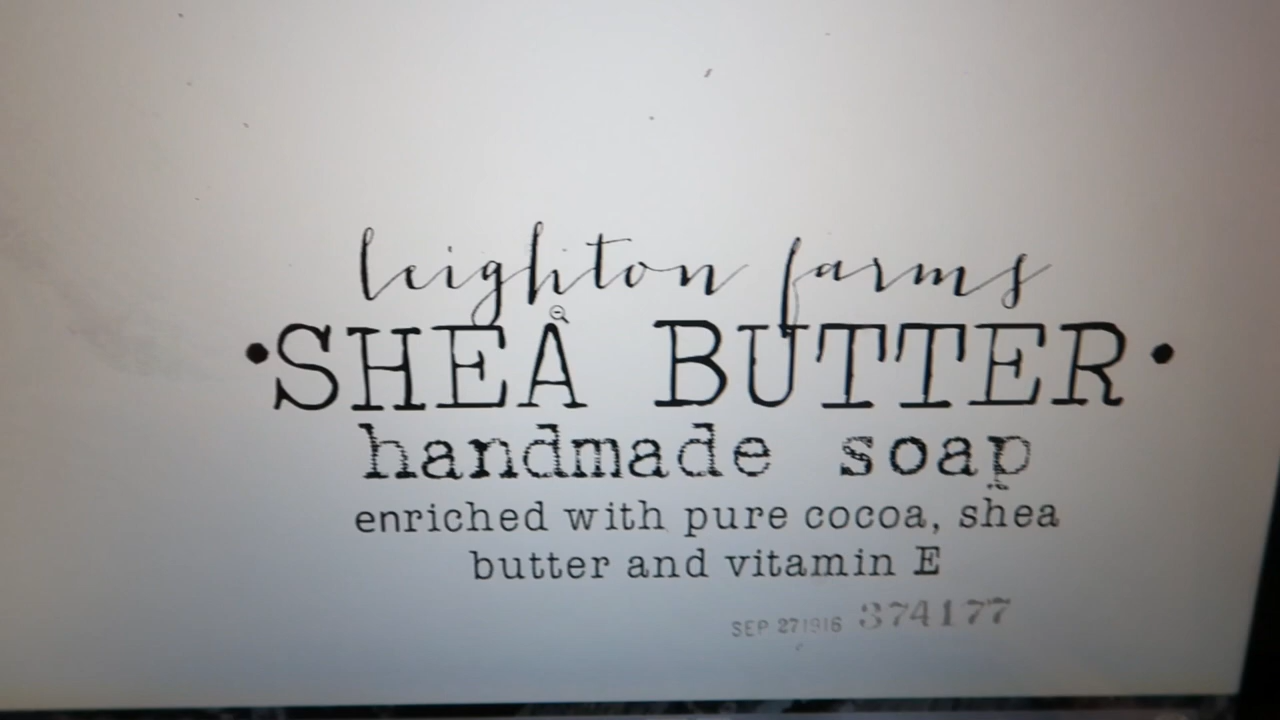 leighton farms
•SHEA BUTTER•
handmade soap
enriched with pure cocoa, shea
butter and vitamin E
SEP 27 1916 374177